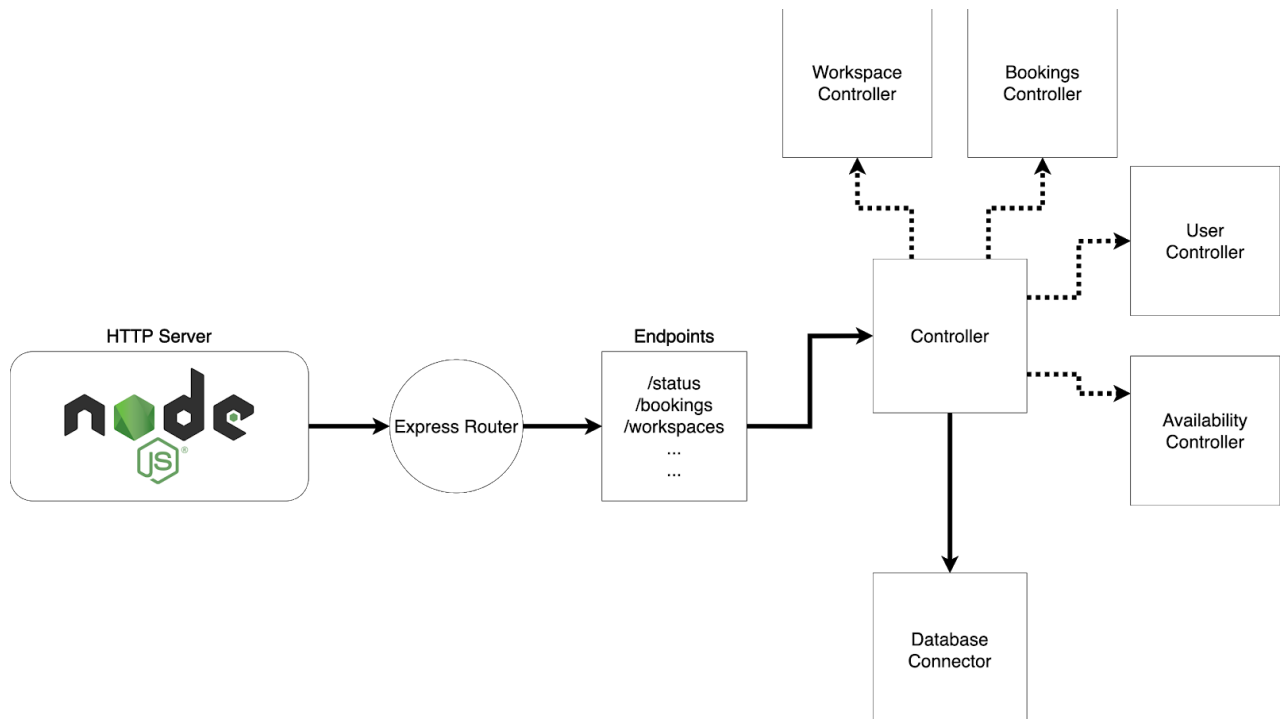 Workspace
Controller
Bookings
Controller
User
Controller
HTTP Server
Endpoints
Controller
node
JS®
/status
/bookings
/workspaces
...
...
Express Router
Availability
Controller
Database
Connector